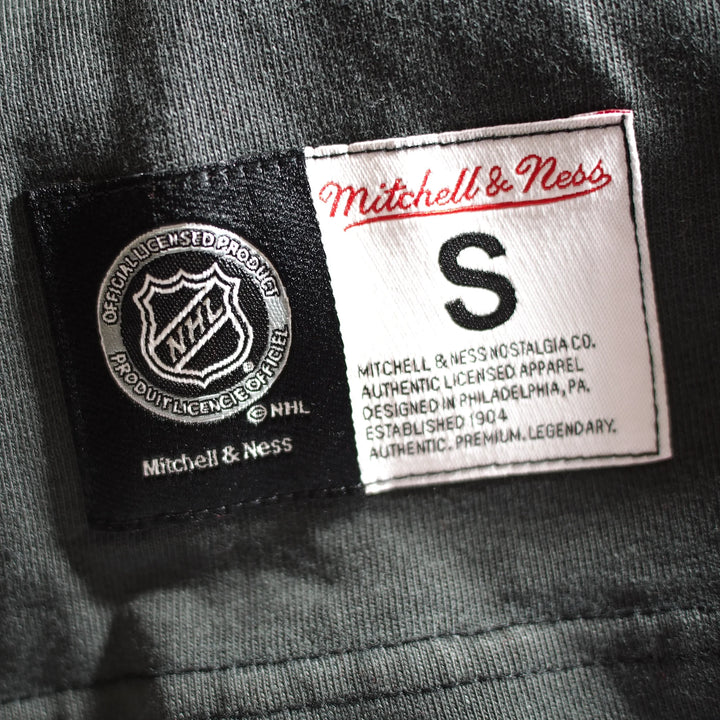 OFFICIAL LICENSED PRODUCT
NHL
®
PRODUIT LICENCIÉ OFFICIEL
© NHL
Mitchell & Ness
Mitchell & Ness
S
MITCHELL & NESS NOSTALGIA CO.
AUTHENTIC LICENSED APPAREL
DESIGNED IN PHILADELPHIA, PA.
ESTABLISHED 1904
AUTHENTIC. PREMIUM. LEGENDARY.